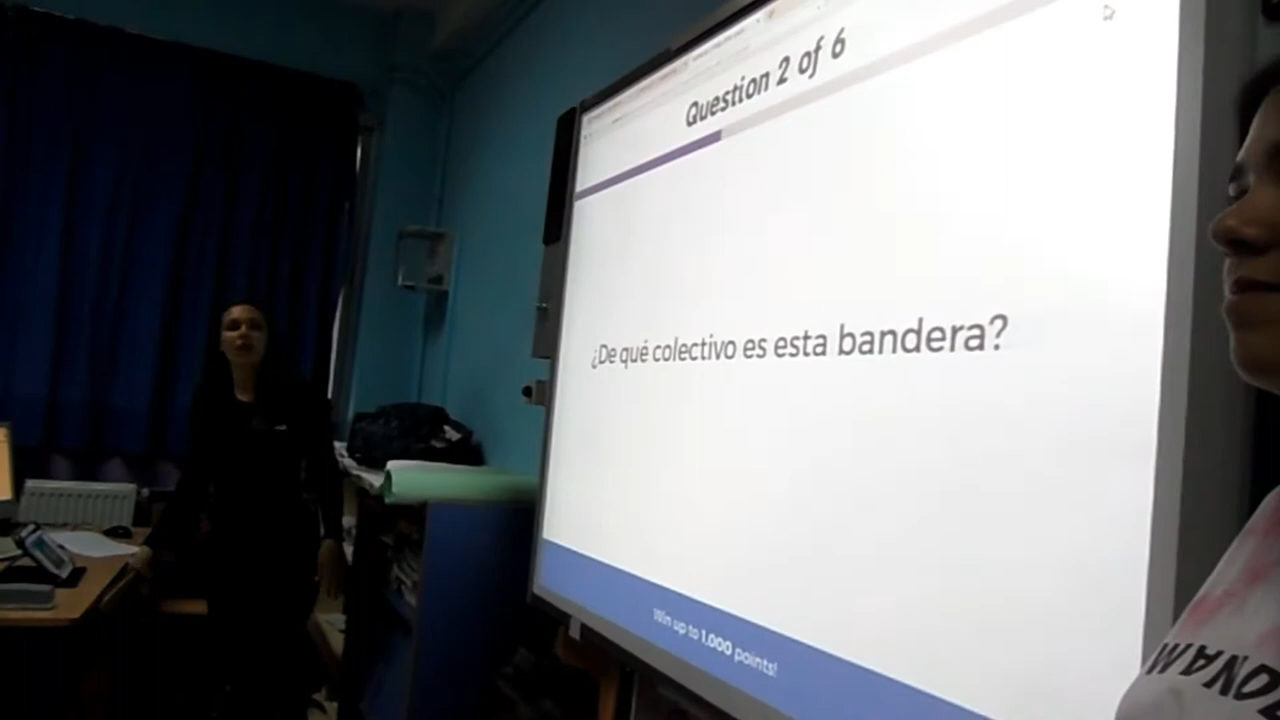 Question 2 of 6
¿De qué colectivo es esta bandera?
Win up to 1.000 points!